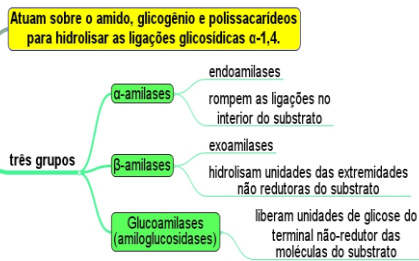 Atuam sobre o amido, glicogênio e polissacarídeos
para hidrolisar as ligações glicosídicas α-1,4.
três grupos
α-amilases
endoamilases
rompem as ligações no
interior do substrato
β-amilases
exoamilases
hidrolisam unidades das extremidades
não redutoras do substrato
Glucoamilases
(amiloglucosidases)
liberam unidades de glicose do
terminal não-redutor das
moléculas do substrato